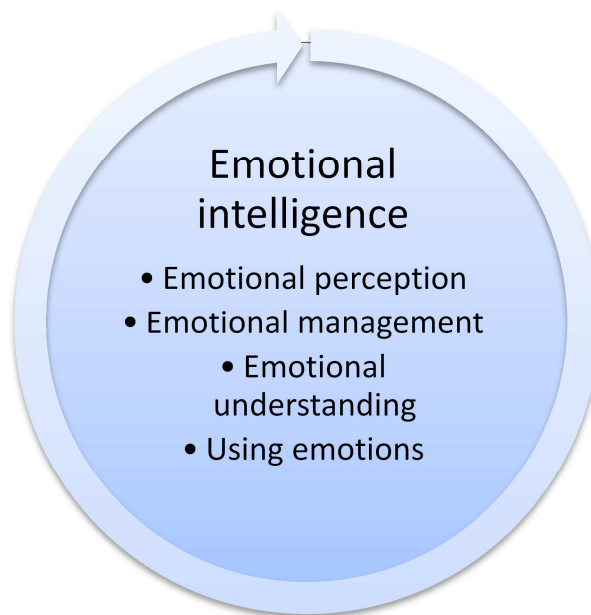 Emotional
intelligence
• Emotional perception
• Emotional management
• Emotional
understanding
• Using emotions